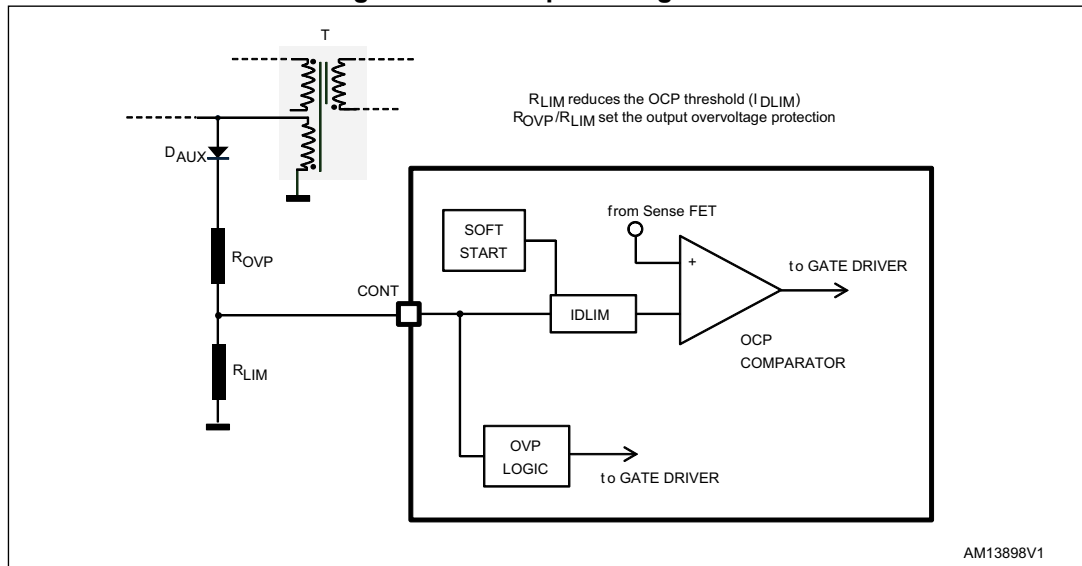 T
RLIM reduces the OCP threshold (IDLIM)
ROVP/RLIM set the output overvoltage protection
DAUX
from Sense FET
SOFT
START
+
to GATE DRIVER
ROVP
CONT
IDLIM
OCP
COMPARATOR
RLIM
OVP
LOGIC
to GATE DRIVER
AM13898V1